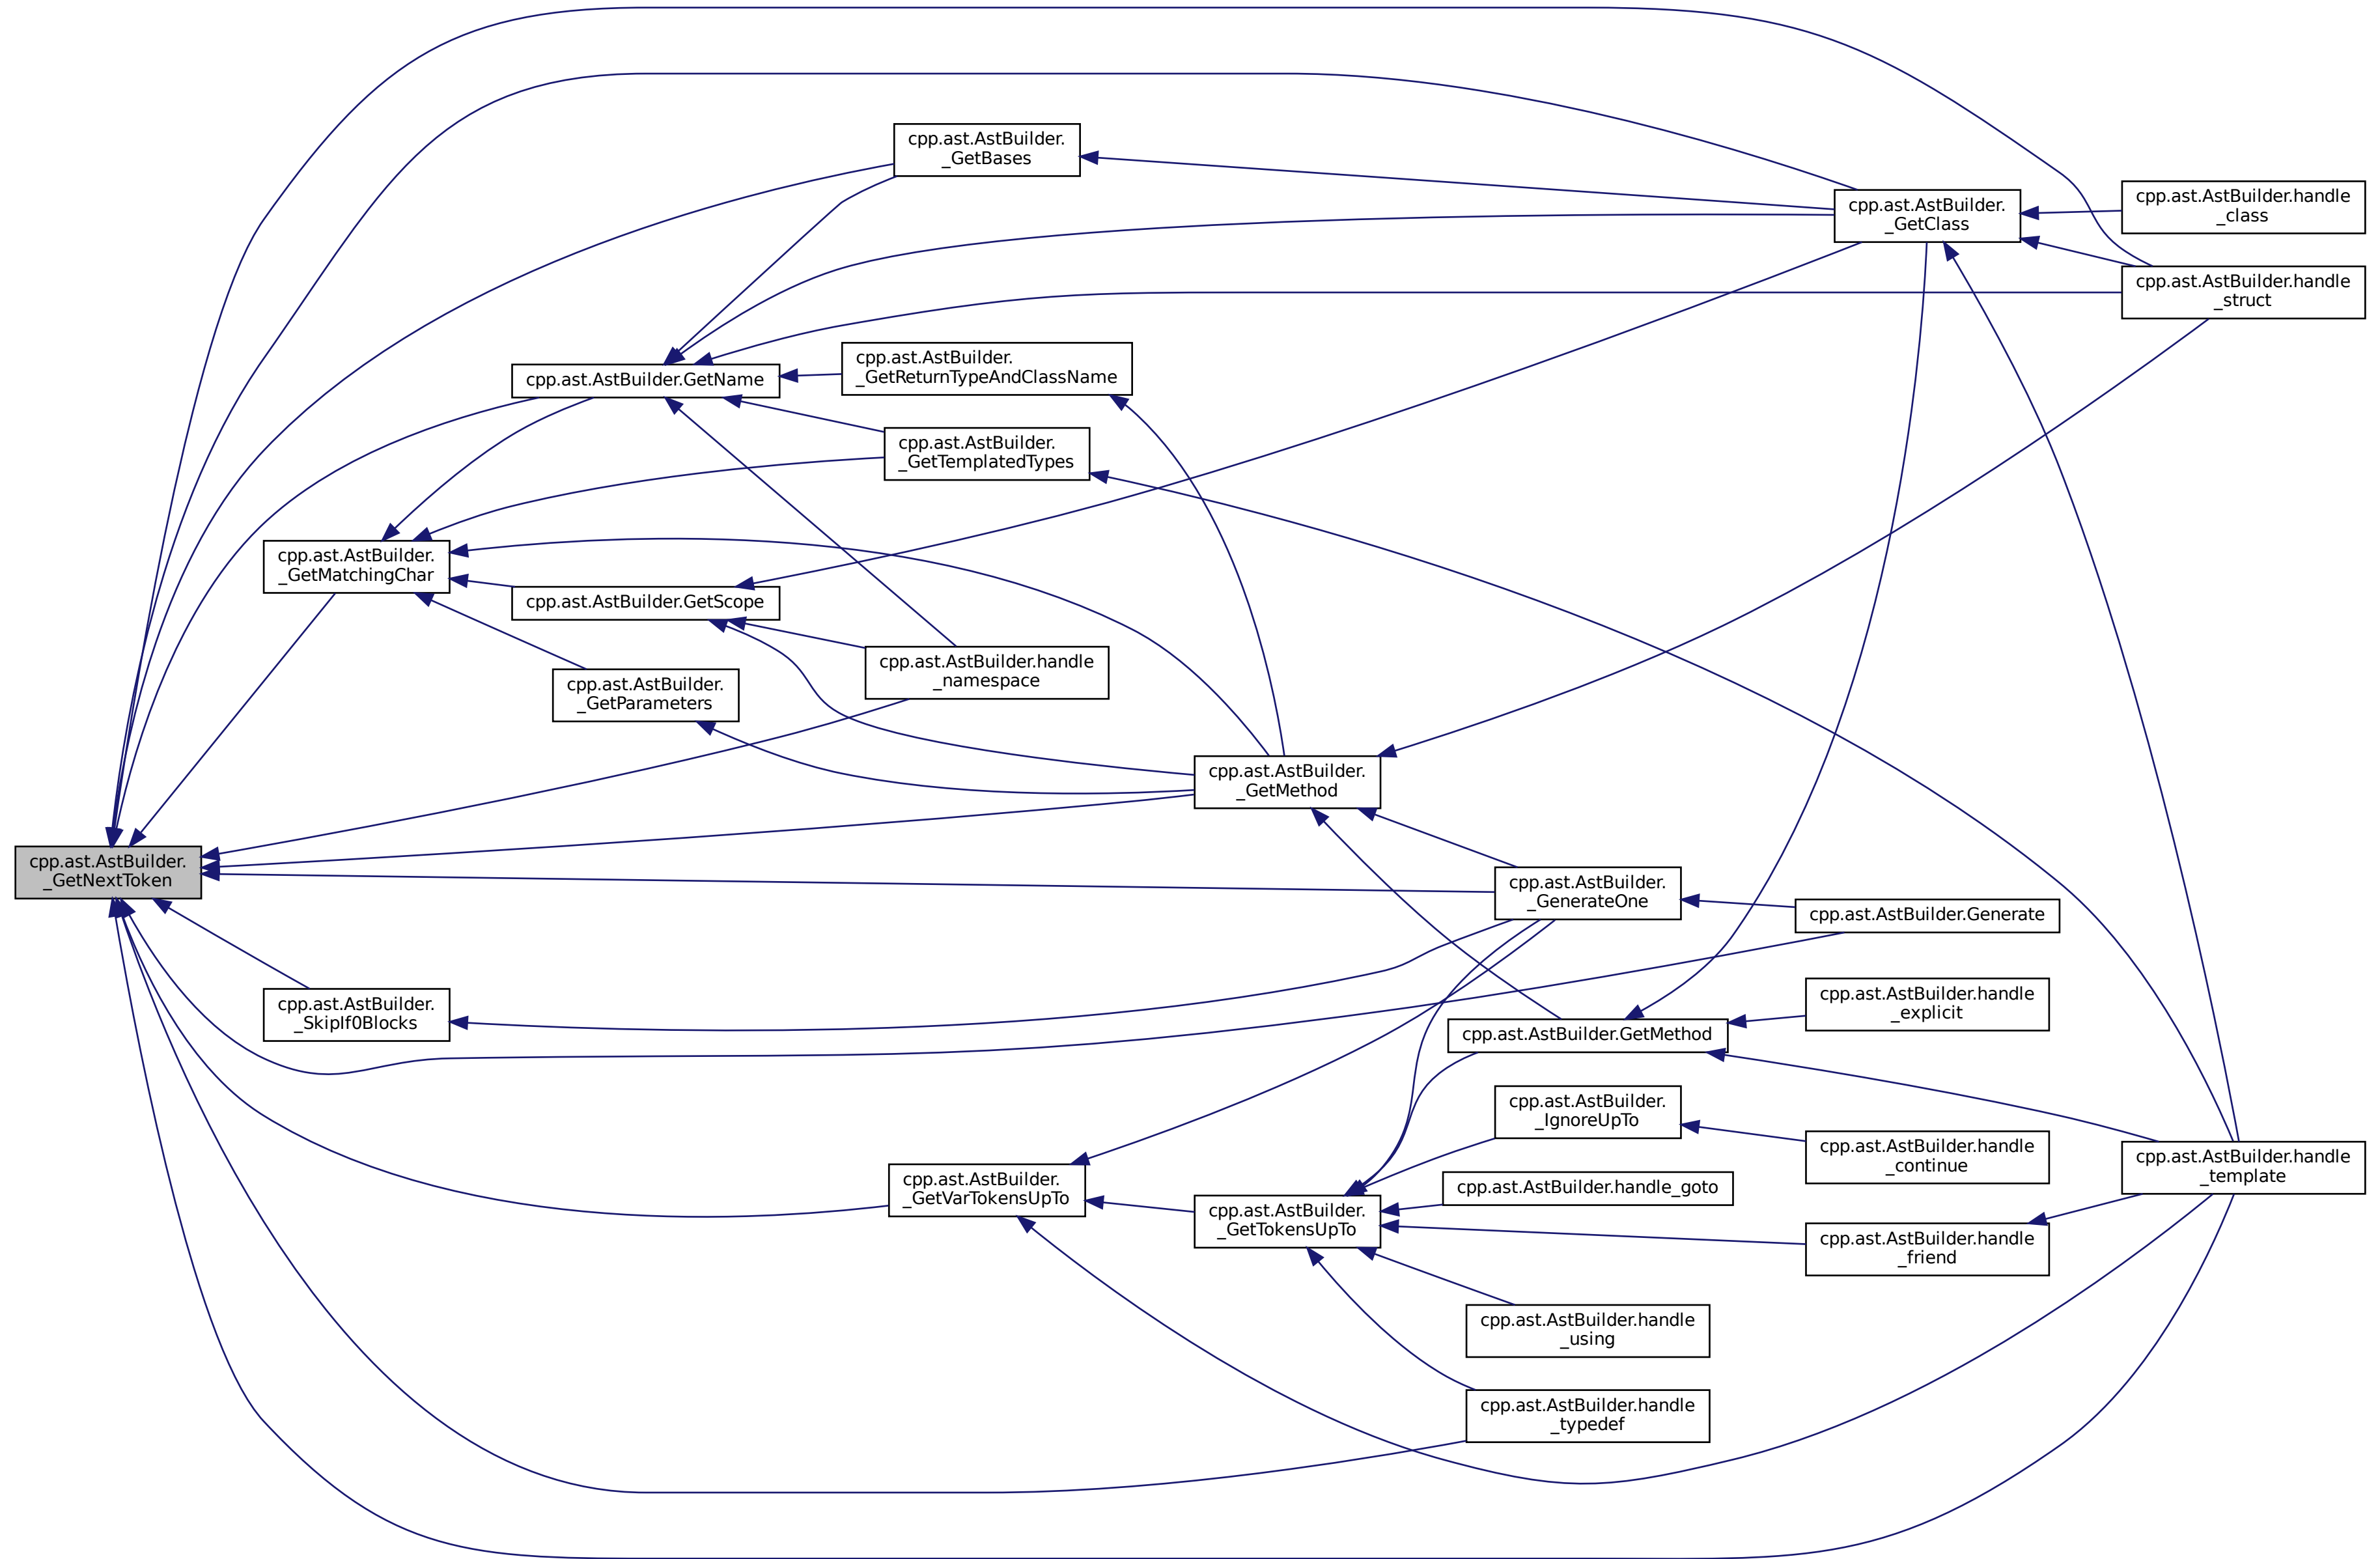 cpp.ast.AstBuilder.
_GetBases
cpp.ast.AstBuilder.handle
_class
cpp.ast.AstBuilder.
_GetClass
cpp.ast.AstBuilder.handle
_struct
cpp.ast.AstBuilder.GetName
cpp.ast.AstBuilder.
_GetReturnTypeAndClassName
cpp.ast.AstBuilder.
_GetTemplatedTypes
cpp.ast.AstBuilder.
_GetMatchingChar
cpp.ast.AstBuilder.GetScope
cpp.ast.AstBuilder.handle
_namespace
cpp.ast.AstBuilder.
_GetParameters
cpp.ast.AstBuilder.
_GetMethod
cpp.ast.AstBuilder.
_GetNextToken
cpp.ast.AstBuilder.
_GenerateOne
cpp.ast.AstBuilder.Generate
cpp.ast.AstBuilder.
_SkipIf0Blocks
cpp.ast.AstBuilder.handle
_explicit
cpp.ast.AstBuilder.GetMethod
cpp.ast.AstBuilder.
_IgnoreUpTo
cpp.ast.AstBuilder.handle
_continue
cpp.ast.AstBuilder.handle
_template
cpp.ast.AstBuilder.
_GetVarTokensUpTo
cpp.ast.AstBuilder.handle_goto
cpp.ast.AstBuilder.
_GetTokensUpTo
cpp.ast.AstBuilder.handle
_friend
cpp.ast.AstBuilder.handle
_using
cpp.ast.AstBuilder.handle
_typedef